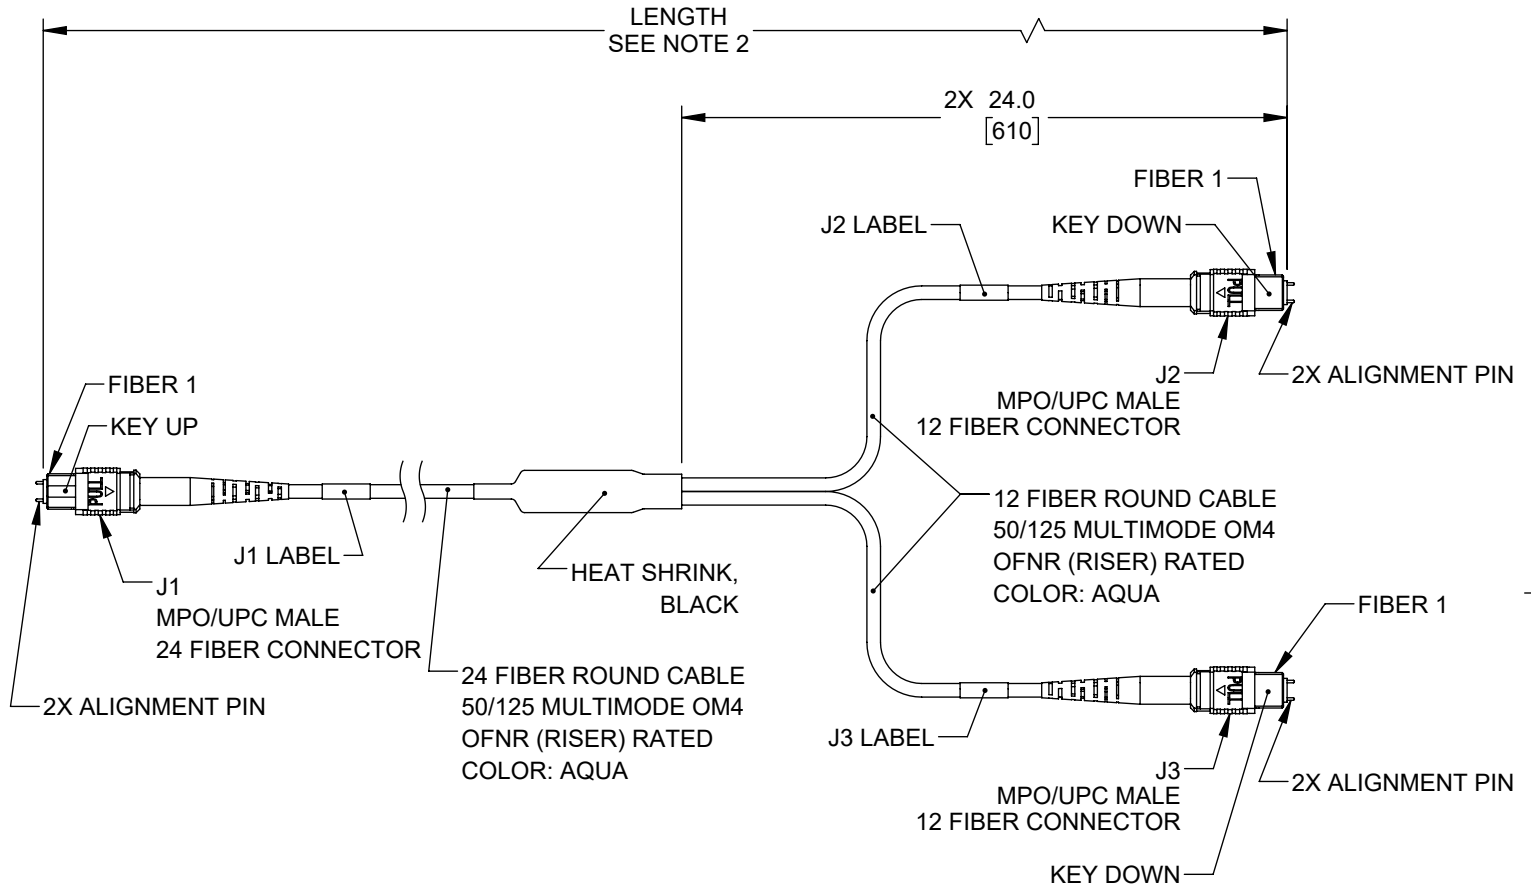 LENGTH
SEE NOTE 2
2X 24.0
[610]
FIBER 1
J2 LABEL
KEY DOWN
PULL
J2
MPO/UPC MALE
12 FIBER CONNECTOR
2X ALIGNMENT PIN
FIBER 1
KEY UP
PULL
J1 LABEL
J1
MPO/UPC MALE
24 FIBER CONNECTOR
2X ALIGNMENT PIN
HEAT SHRINK,
BLACK
24 FIBER ROUND CABLE
50/125 MULTIMODE OM4
OFNR (RISER) RATED
COLOR: AQUA
12 FIBER ROUND CABLE
50/125 MULTIMODE OM4
OFNR (RISER) RATED
COLOR: AQUA
FIBER 1
PULL
J3 LABEL
J3
MPO/UPC MALE
12 FIBER CONNECTOR
2X ALIGNMENT PIN
KEY DOWN